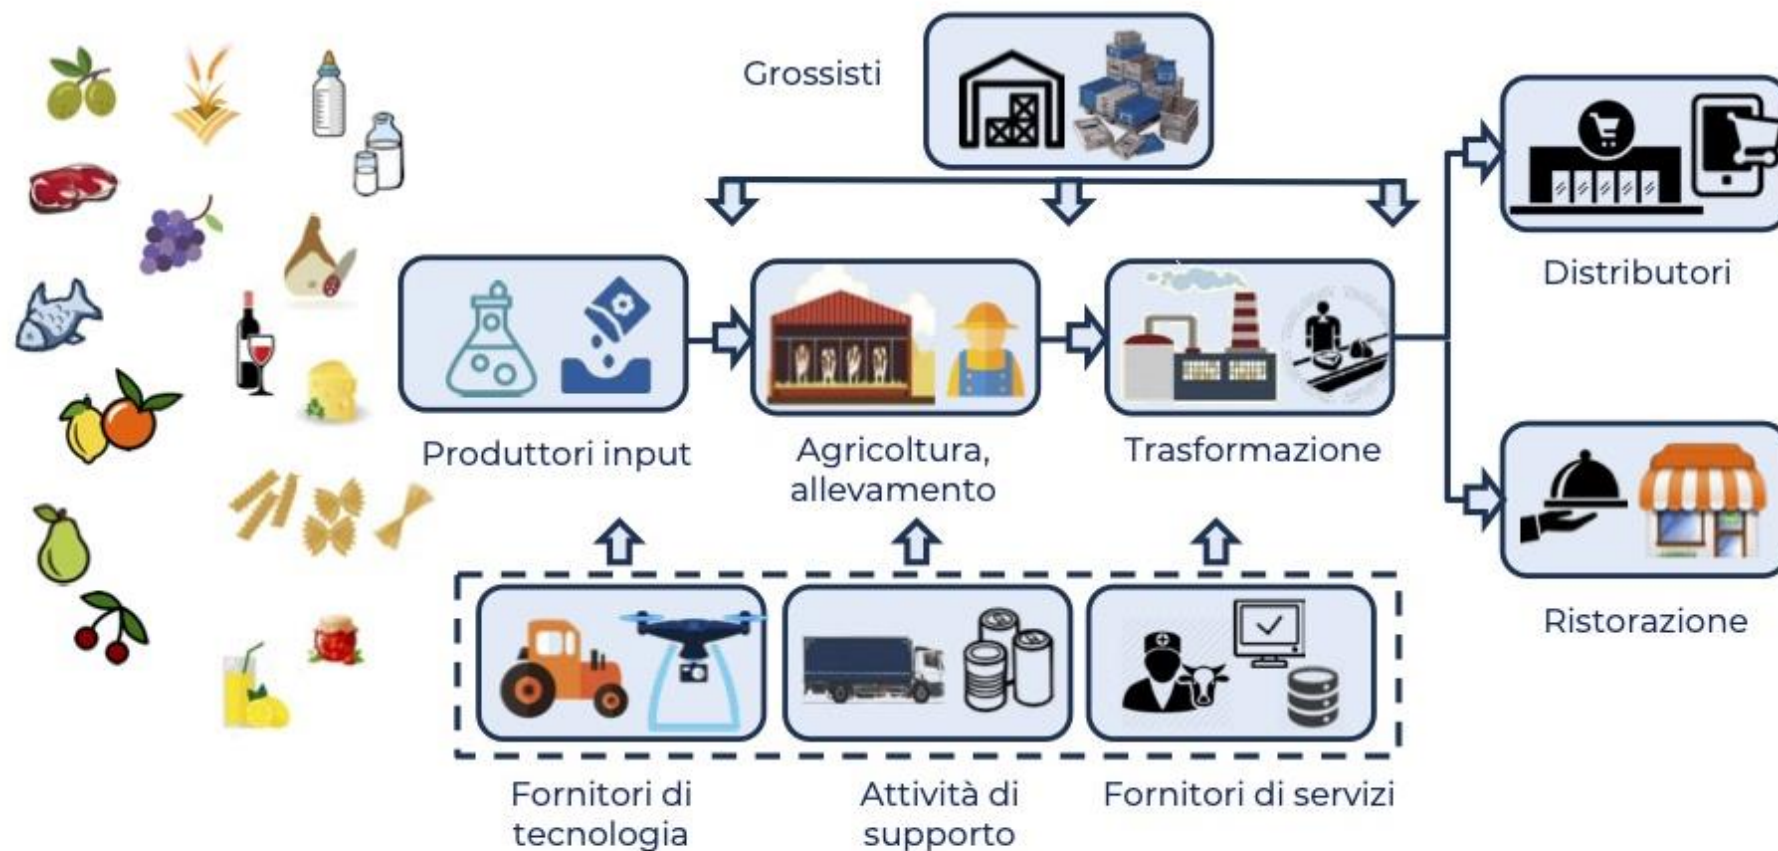 Grossisti
Distributori
Produttori input
Agricoltura,
allevamento
Trasformazione
Ristorazione
Fornitori di
tecnologia
Attività di
supporto
Fornitori di servizi